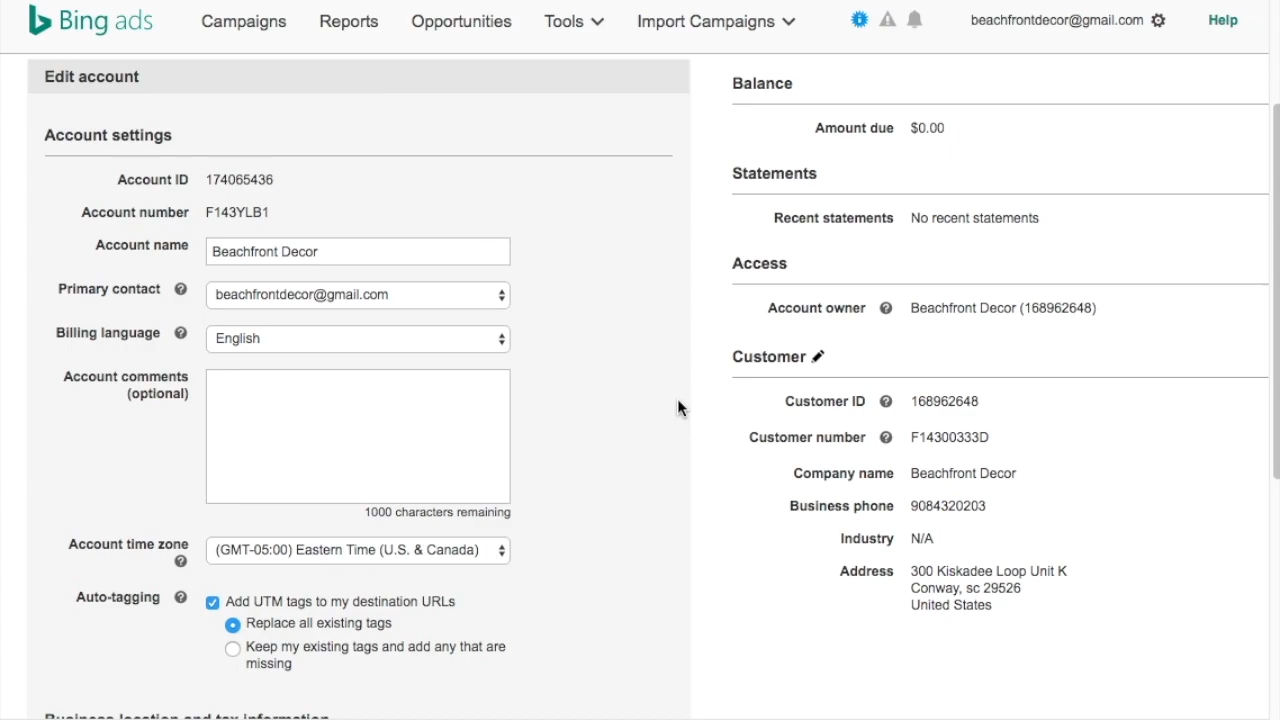 Bing ads Campaigns Reports Opportunities Tools Import Campaigns beachfrontdecor@gmail.com Help
Edit account
Account settings
Account ID 174065436
Account number F143YLB1
Account name Beachfront Decor
Primary contact beachfrontdecor@gmail.com
Billing language English
Account comments
(optional)
1000 characters remaining
Account time zone (GMT-05:00) Eastern Time (U.S. & Canada)
Auto-tagging Add UTM tags to my destination URLs
Replace all existing tags
Keep my existing tags and add any that are
missing
Business location and tax information
Balance
Amount due $0.00
Statements
Recent statements No recent statements
Access
Account owner Beachfront Decor (168962648)
Customer
Customer ID 168962648
Customer number F14300333D
Company name Beachfront Decor
Business phone 9084320203
Industry N/A
Address 300 Kiskadee Loop Unit K
Conway, sc 29526
United States